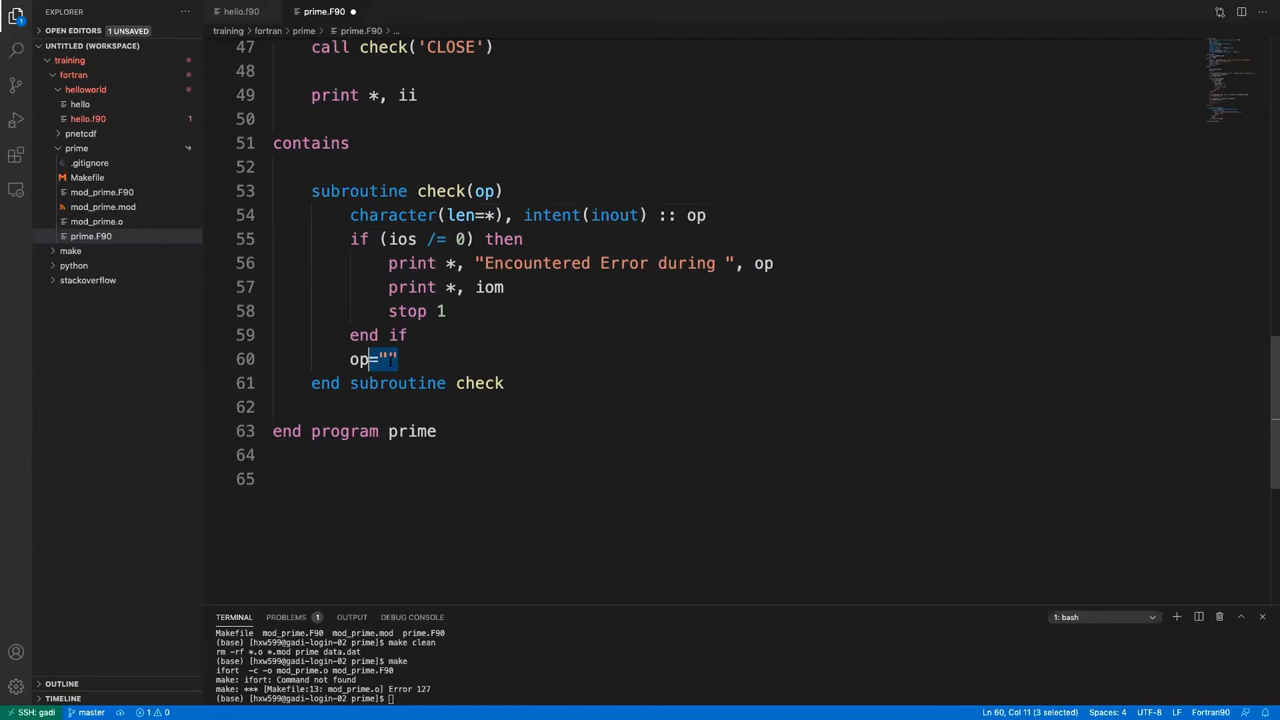 EXPLORER
...
hello.f90
prime.F90
OPEN EDITORS 1 UNSAVED
training > fortran > prime > prime.F90 > ...
UNTITLED (WORKSPACE)
training
fortran
helloworld
hello
hello.f90 1
pnetcdf
prime
.gitignore
Makefile
mod_prime.F90
mod_prime.mod
mod_prime.o
prime.F90
make
python
stackoverflow
47 call check('CLOSE')
48
49 print *, ii
50
51 contains
52
53 subroutine check(op)
54 character(len=*), intent(inout) :: op
55 if (ios /= 0) then
56 print *, "Encountered Error during ", op
57 print *, iom
58 stop 1
59 end if
60 op=""
61 end subroutine check
62
63 end program prime
64
65
TERMINAL PROBLEMS 1 OUTPUT DEBUG CONSOLE 1: bash
Makefile mod_prime.F90 mod_prime.mod prime.F90
(base) [hxw599@gadi-login-02 prime]$ make clean
rm -rf *.o *.mod prime data.dat
(base) [hxw599@gadi-login-02 prime]$ make
ifort -c -o mod_prime.o mod_prime.F90
make: ifort: Command not found
make: *** [Makefile:13: mod_prime.o] Error 127
(base) [hxw599@gadi-login-02 prime]$
OUTLINE
TIMELINE
SSH: gadi master 1 0 Ln 60, Col 11 (3 selected) Spaces: 4 UTF-8 LF Fortran90